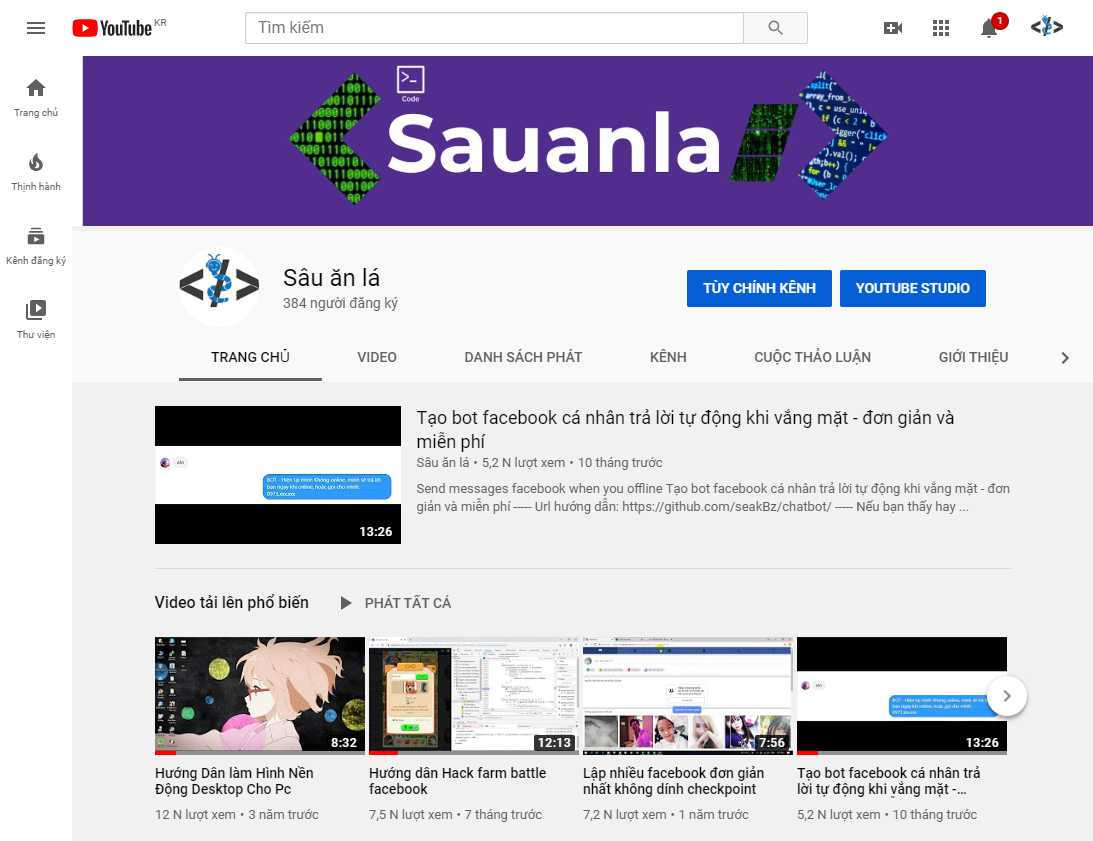 YouTube KR
Tìm kiếm
1
Trang chủ
Thịnh hành
Kênh đăng ký
Thư viện
>_
Code
Sauanla
Sâu ăn lá
384 người đăng ký
TÙY CHỈNH KÊNH
YOUTUBE STUDIO
TRANG CHỦ
VIDEO
DANH SÁCH PHÁT
KÊNH
CUỘC THẢO LUẬN
GIỚI THIỆU
13:26
Tạo bot facebook cá nhân trả lời tự động khi vắng mặt - đơn giản và
miễn phí
Sâu ăn lá • 5,2 N lượt xem • 10 tháng trước
Send messages facebook when you offline Tạo bot facebook cá nhân trả lời tự động khi vắng mặt - đơn
giản và miễn phí ----- Url hướng dẫn: https://github.com/seakBz/chatbot/ ----- Nếu bạn thấy hay ...
Video tải lên phổ biến
PHÁT TẤT CẢ
8:32
Hướng Dẫn làm Hình Nền
Động Desktop Cho Pc
12 N lượt xem • 3 năm trước
12:13
Hướng dẫn Hack farm battle
facebook
7,5 N lượt xem • 7 tháng trước
7:56
Lập nhiều facebook đơn giản
nhất không dính checkpoint
7,2 N lượt xem • 1 năm trước
13:26
Tạo bot facebook cá nhân trả
lời tự động khi vắng mặt -...
5,2 N lượt xem • 10 tháng trước